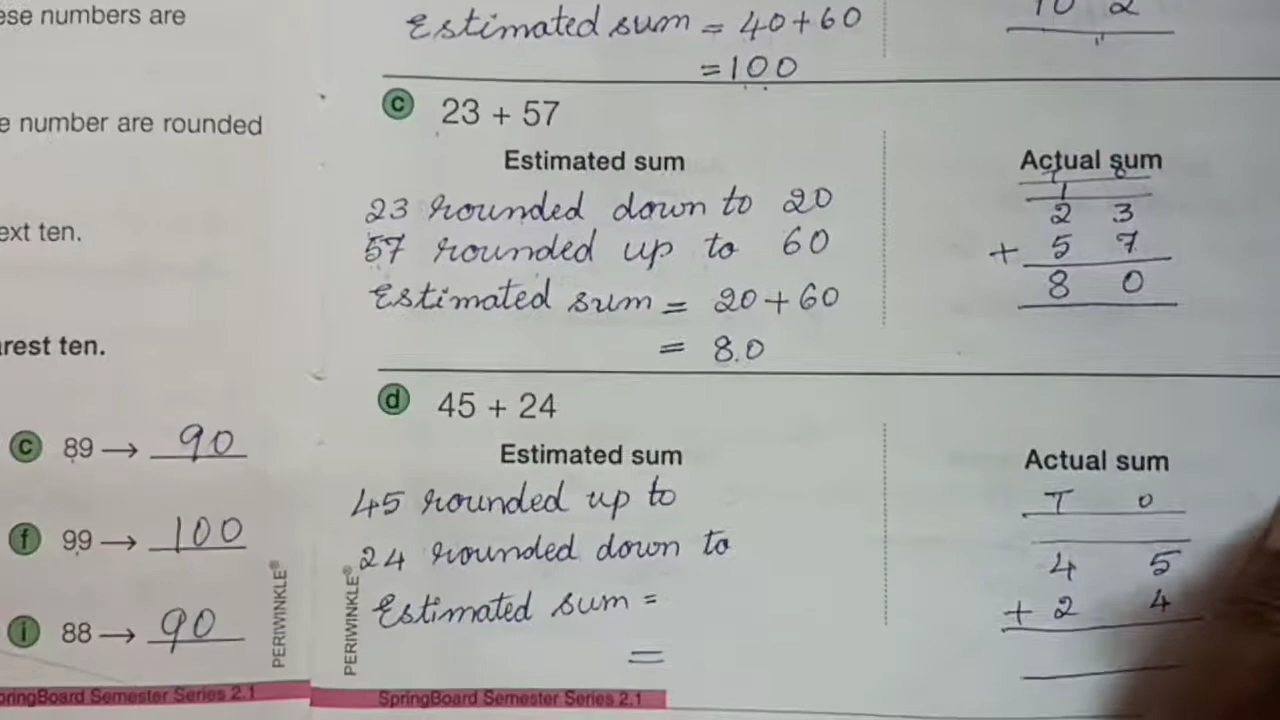 ese numbers are
e number are rounded
ext ten.
rest ten.
c 89 → 90
f 99 → 100
i 88 → 90
PERIWINKLE®
SpringBoard Semester Series 2.1
Estimated sum = 40+60
=100
10 2
c 23 + 57
Estimated sum
23 rounded down to 20
57 rounded up to 60
Estimated sum = 20+60
= 80
Actual sum
1
2 3
+ 5 7
8 0
d 45 + 24
Estimated sum
45 rounded up to
24 rounded down to
Estimated sum =
=
Actual sum
T O
4 5
+ 2 4
PERIWINKLE®
SpringBoard Semester Series 2.1